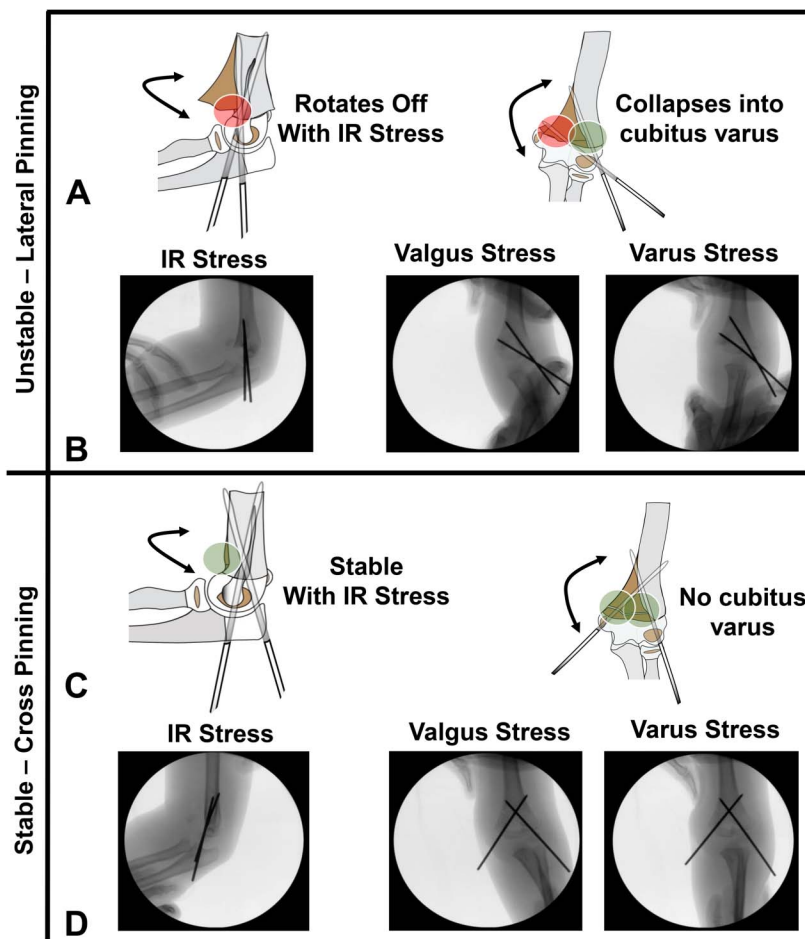 Unstable – Lateral Pinning
Rotates Off
With IR Stress
Collapses into
cubitus varus
A
IR Stress
Valgus Stress
Varus Stress
B
Stable – Cross Pinning
Stable
With IR Stress
No cubitus
varus
C
IR Stress
Valgus Stress
Varus Stress
D